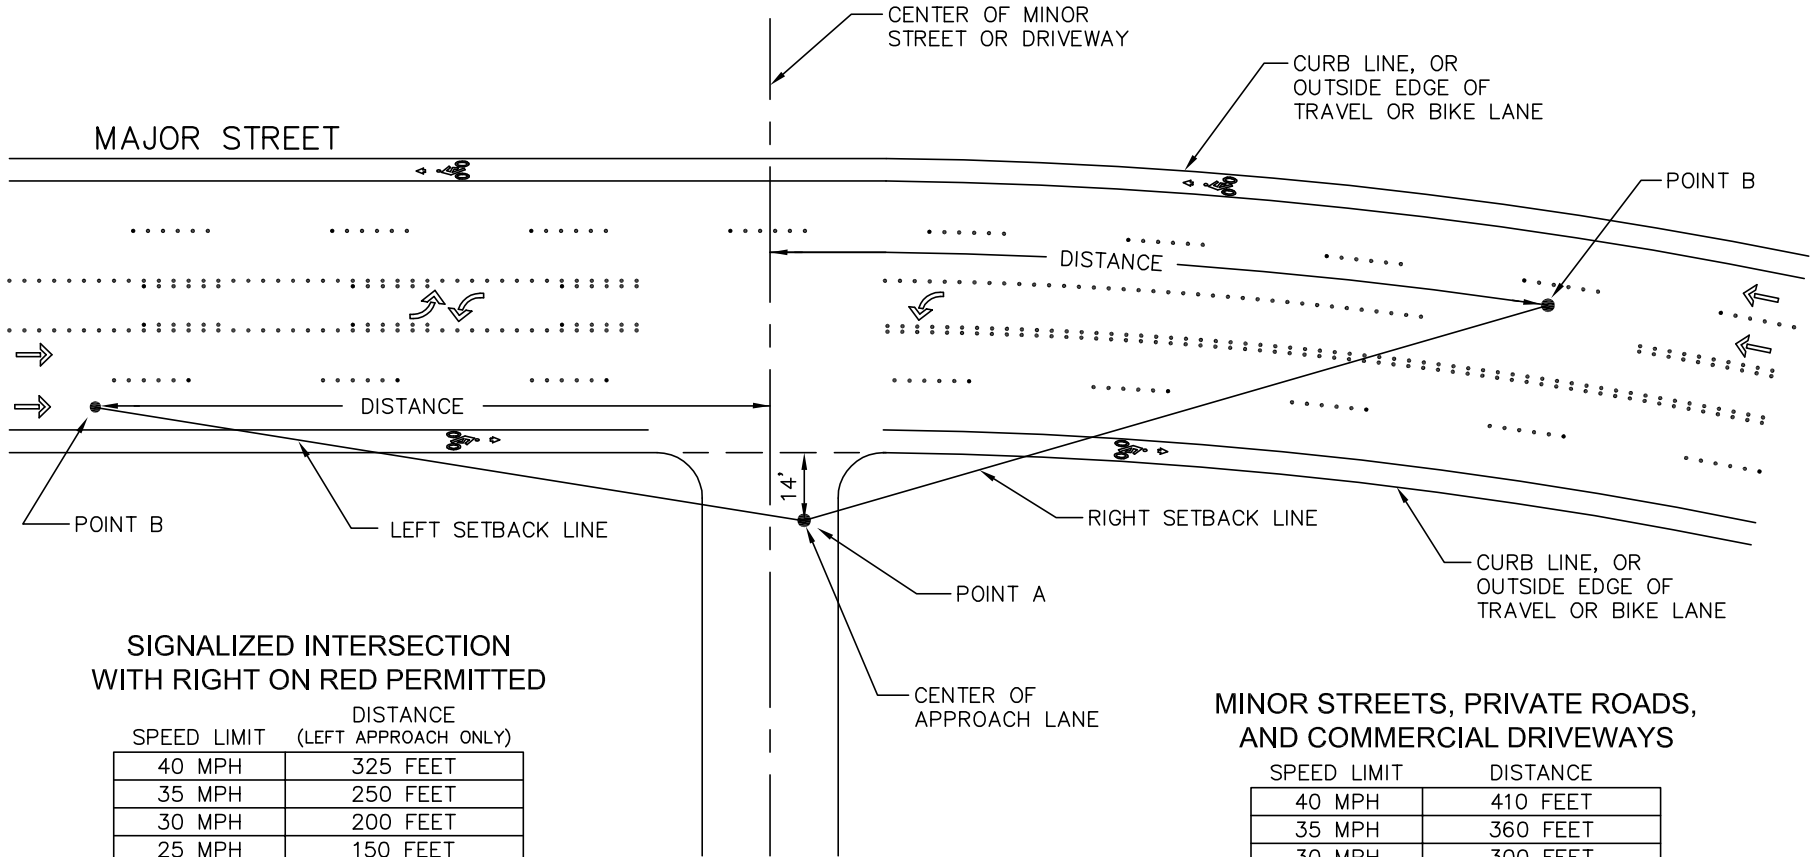 CENTER OF MINOR
STREET OR DRIVEWAY
CURB LINE, OR
OUTSIDE EDGE OF
TRAVEL OR BIKE LANE
MAJOR STREET
POINT B
DISTANCE
DISTANCE
14'
POINT B
LEFT SETBACK LINE
RIGHT SETBACK LINE
CURB LINE, OR
OUTSIDE EDGE OF
TRAVEL OR BIKE LANE
POINT A
CENTER OF
APPROACH LANE
SIGNALIZED INTERSECTION
WITH RIGHT ON RED PERMITTED
SPEED LIMIT DISTANCE
(LEFT APPROACH ONLY)
40 MPH 325 FEET
35 MPH 250 FEET
30 MPH 200 FEET
25 MPH 150 FEET
MINOR STREETS, PRIVATE ROADS,
AND COMMERCIAL DRIVEWAYS
SPEED LIMIT DISTANCE
40 MPH 410 FEET
35 MPH 360 FEET
30 MPH 300 FEET